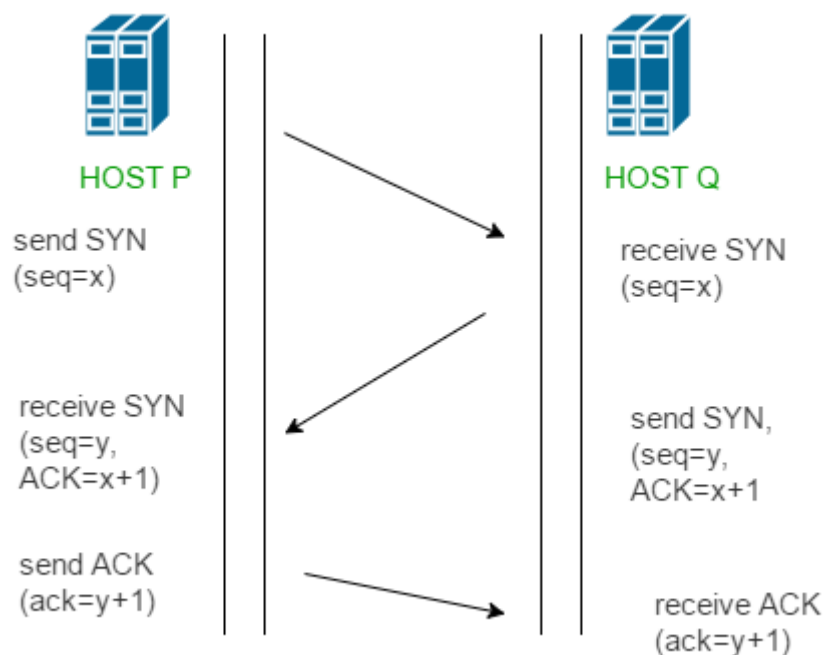 HOST P
HOST Q
send SYN
(seq=x)
receive SYN
(seq=x)
receive SYN
(seq=y,
ACK=x+1)
send SYN,
(seq=y,
ACK=x+1
send ACK
(ack=y+1)
receive ACK
(ack=y+1)